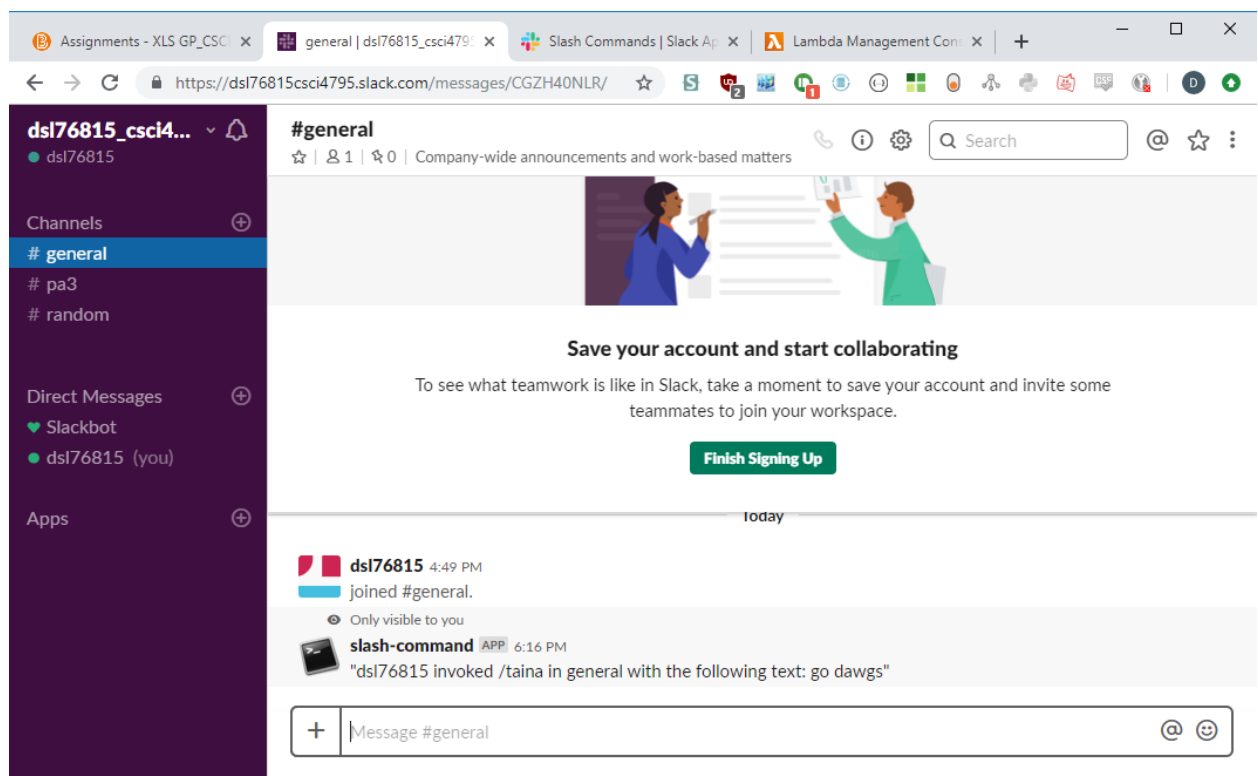 Assignments - XLS GP_CSC
general | dsl76815_csci4795
Slash Commands | Slack Ap
Lambda Management Con
https://dsl76815csci4795.slack.com/messages/CGZH40NLR/
2
1
CSF
D
dsl76815_csci4...
dsl76815
#general
1 | 0 | Company-wide announcements and work-based matters
Search
Channels
# general
# pa3
# random
Direct Messages
Slackbot
dsl76815 (you)
Apps
Save your account and start collaborating
To see what teamwork is like in Slack, take a moment to save your account and invite some
teammates to join your workspace.
Finish Signing Up
Today
dsl76815 4:49 PM
joined #general.
Only visible to you
slash-command APP 6:16 PM
"dsl76815 invoked /taina in general with the following text: go dawgs"
Message #general